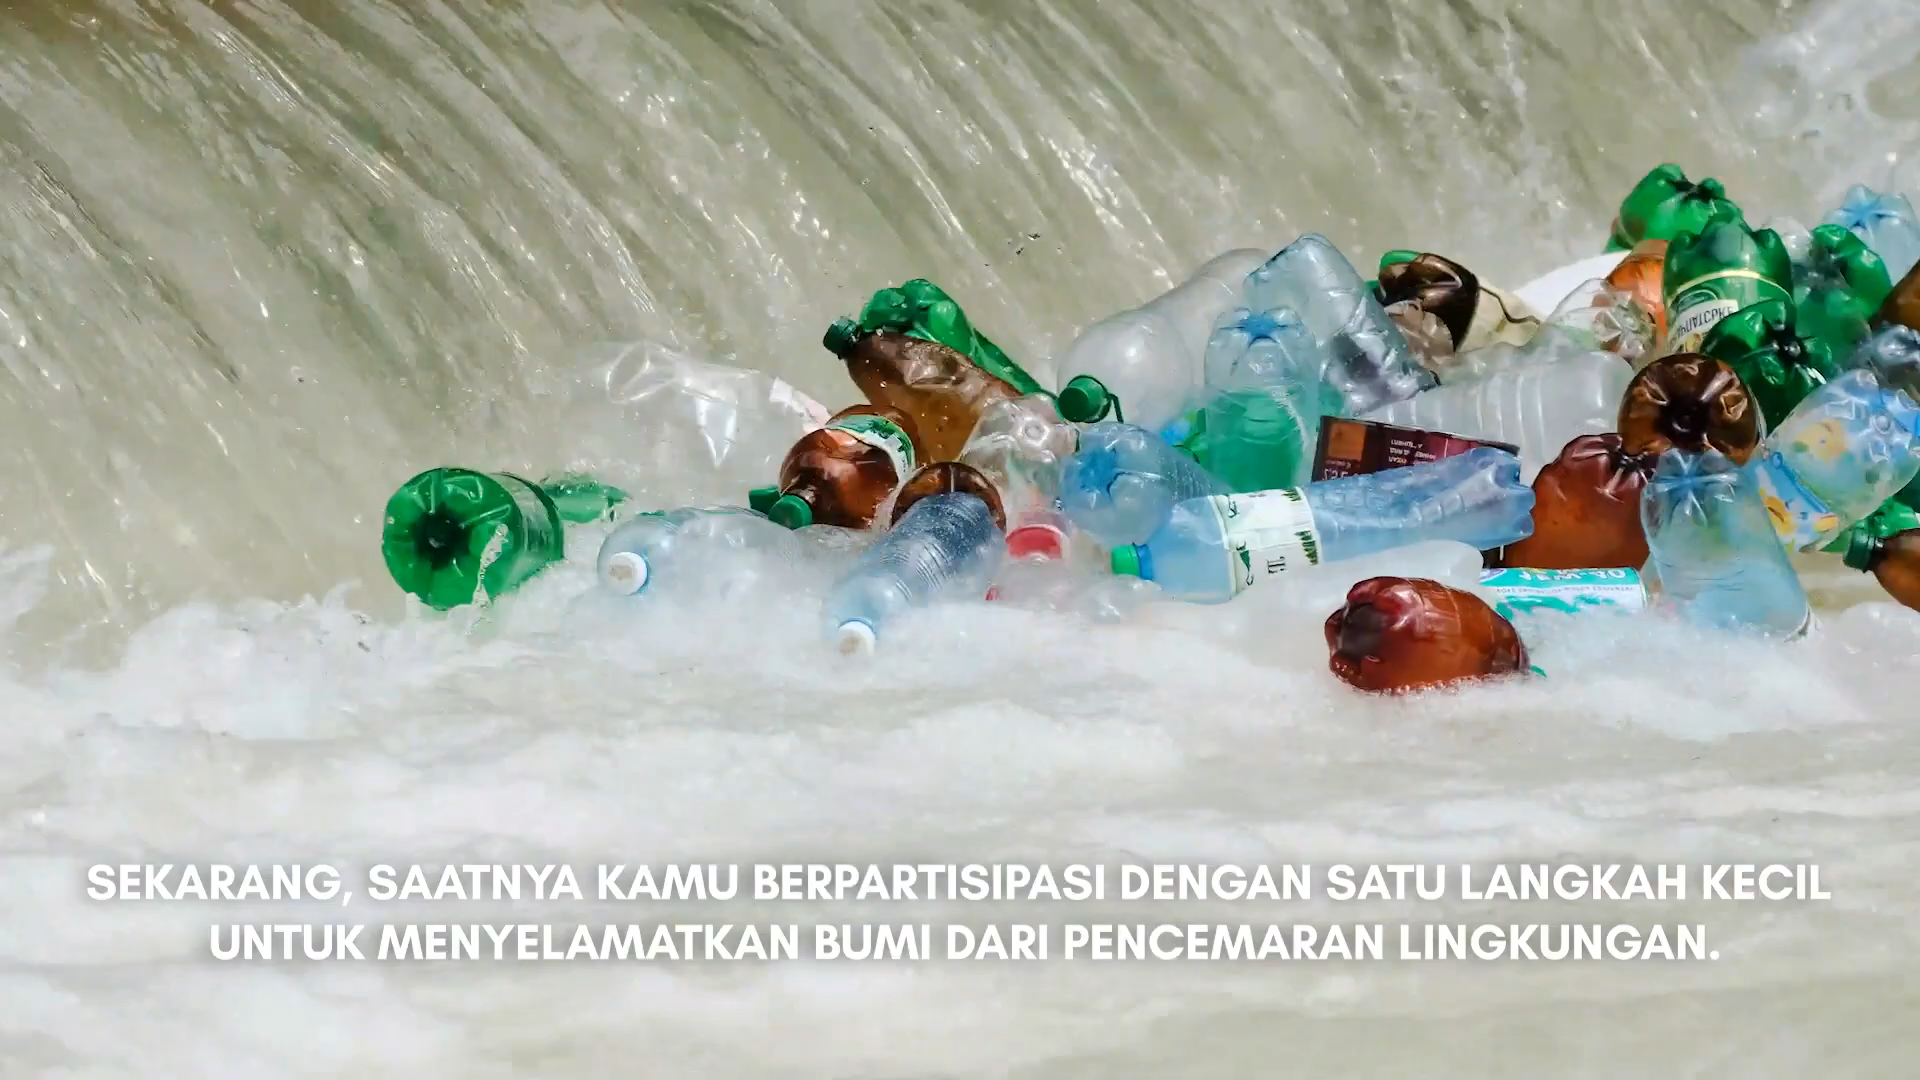 SEKARANG, SAATNYA KAMU BERPARTISIPASI DENGAN SATU LANGKAH KECIL
UNTUK MENYELAMATKAN BUMI DARI PENCEMARAN LINGKUNGAN.